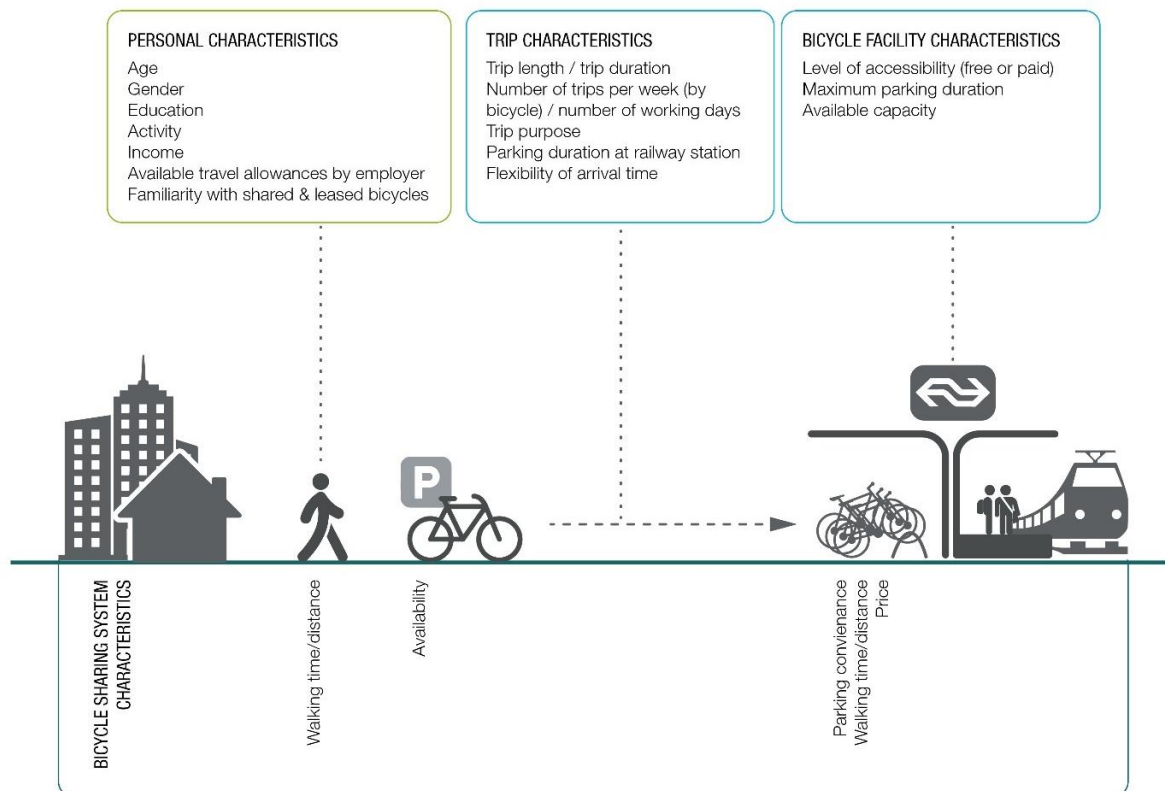 PERSONAL CHARACTERISTICS
Age
Gender
Education
Activity
Income
Available travel allowances by employer
Familiarity with shared & leased bicycles
TRIP CHARACTERISTICS
Trip length / trip duration
Number of trips per week (by
bicycle) / number of working days
Trip purpose
Parking duration at railway station
Flexibility of arrival time
BICYCLE FACILITY CHARACTERISTICS
Level of accessibility (free or paid)
Maximum parking duration
Available capacity
P
BICYCLE SHARING SYSTEM
CHARACTERISTICS
Walking time/distance
Availability
Parking convienance
Walking time/distance
Price